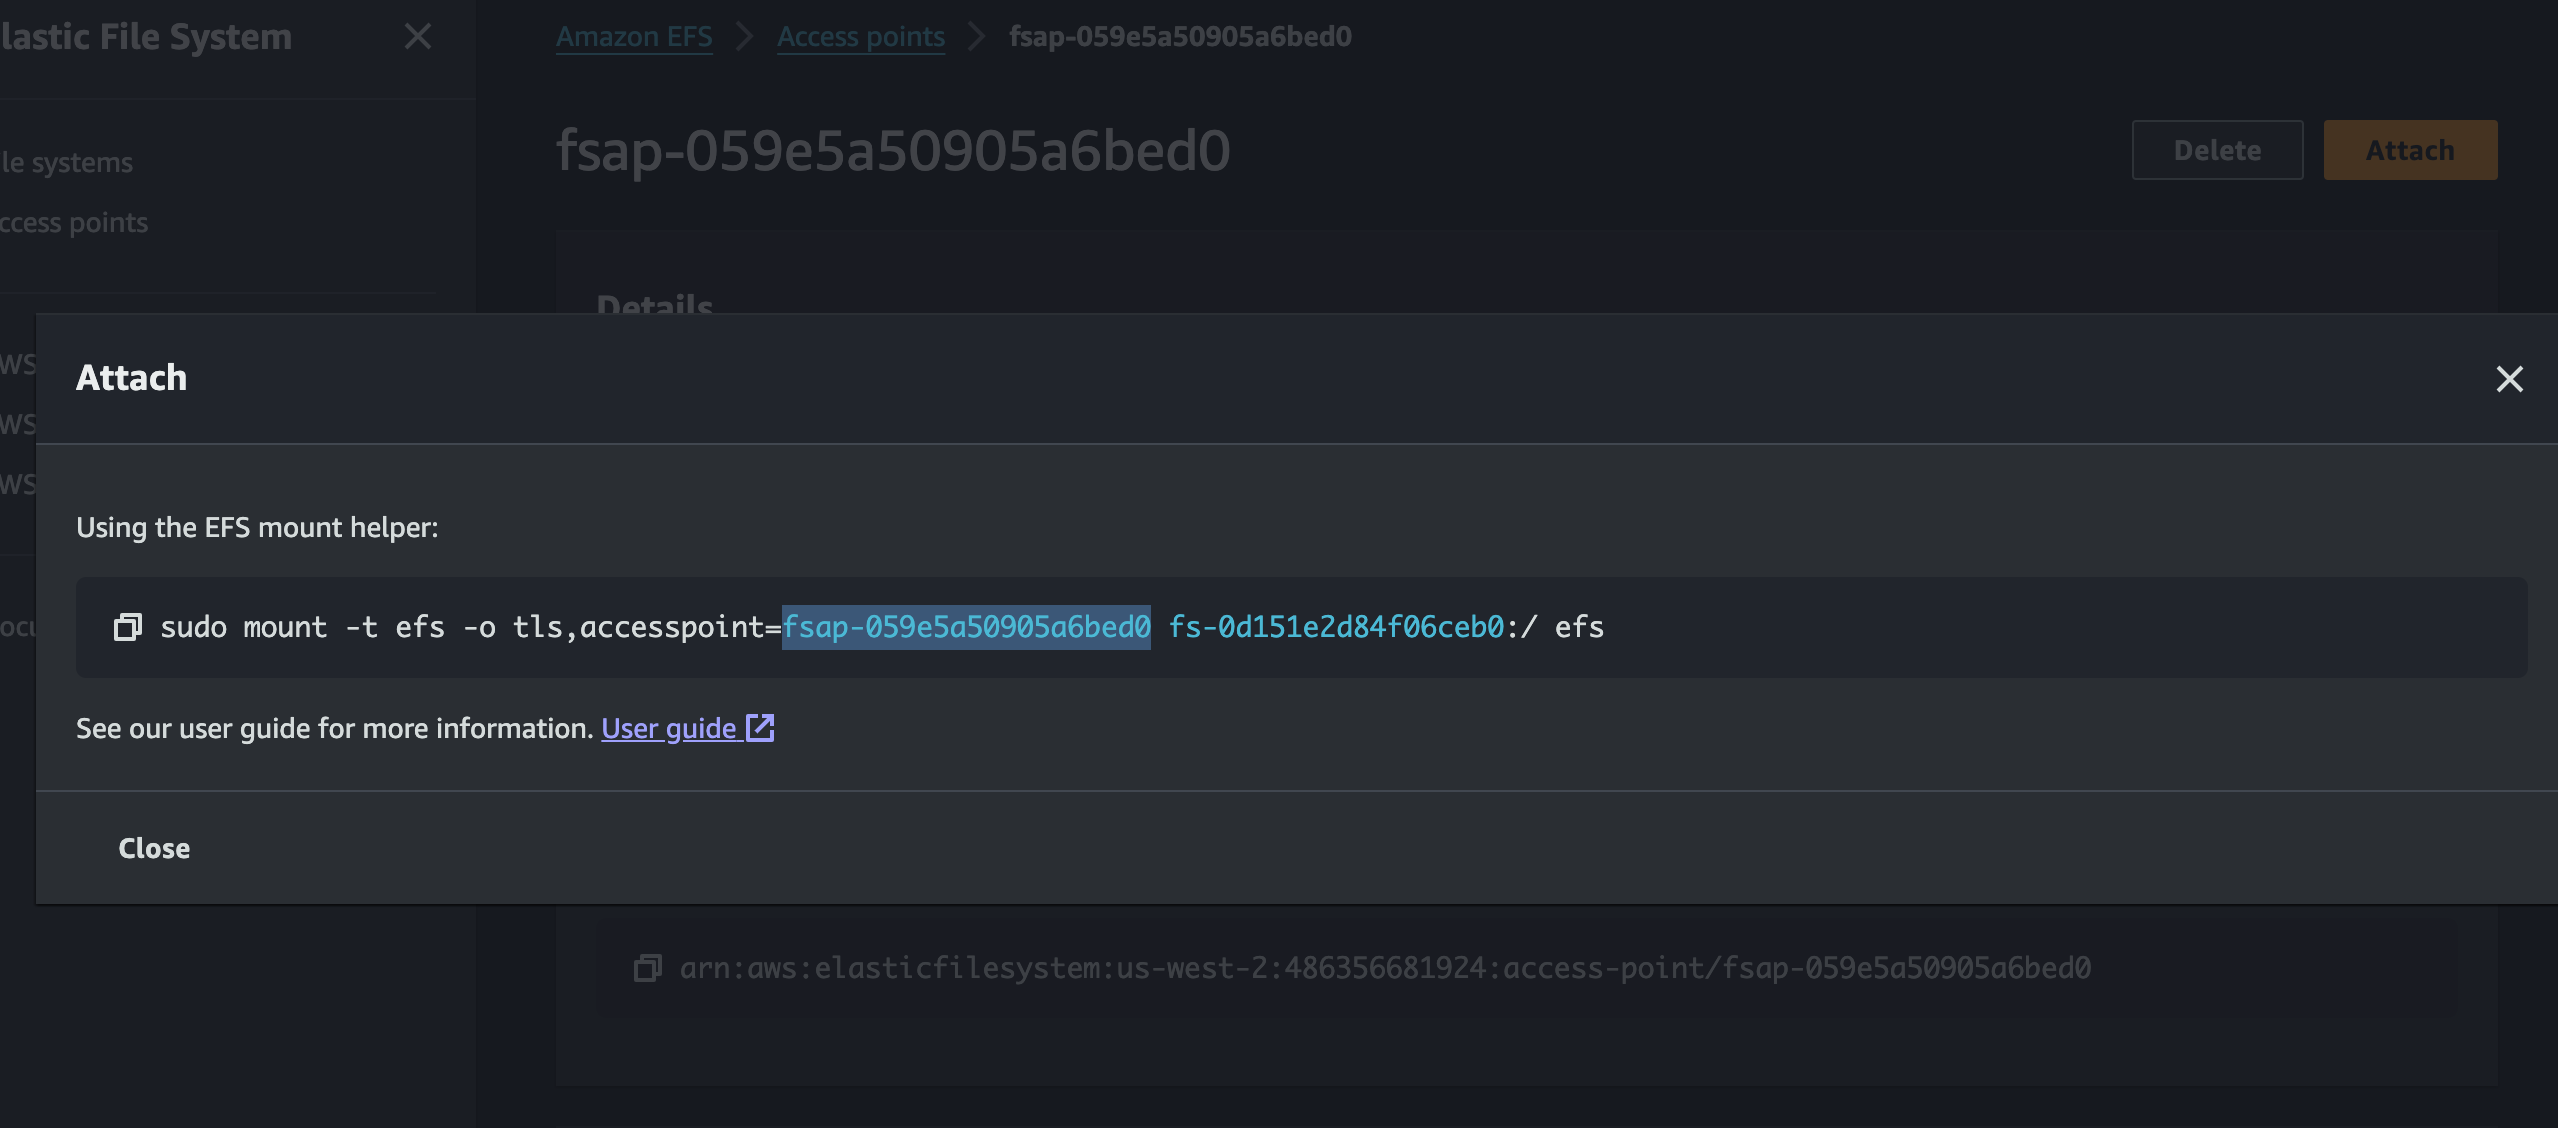 lastic File System
Amazon EFS Access points fsap-059e5a50905a6bed0
fsap-059e5a50905a6bed0
Delete
Attach
le systems
ccess points
Details
WS
WS
WS
ocu
Attach
Using the EFS mount helper:
sudo mount -t efs -o tls,accesspoint=fsap-059e5a50905a6bed0 fs-0d151e2d84f06ceb0:/ efs
See our user guide for more information. User guide
Close
arn:aws:elasticfilesystem:us-west-2:486356681924:access-point/fsap-059e5a50905a6bed0